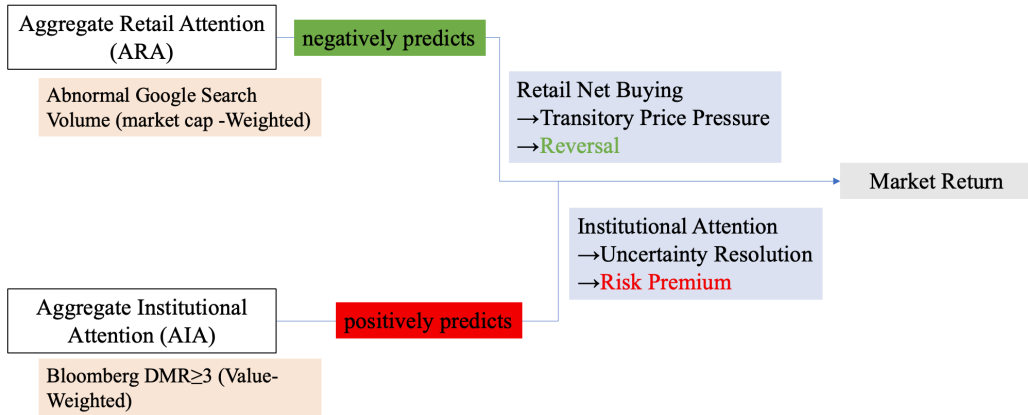 Aggregate Retail Attention
(ARA)
negatively predicts
Abnormal Google Search
Volume (market cap -Weighted)
Retail Net Buying
→Transitory Price Pressure
→Reversal
Market Return
Institutional Attention
→Uncertainty Resolution
→Risk Premium
Aggregate Institutional
Attention (AIA)
positively predicts
Bloomberg DMR≥3 (Value-
Weighted)